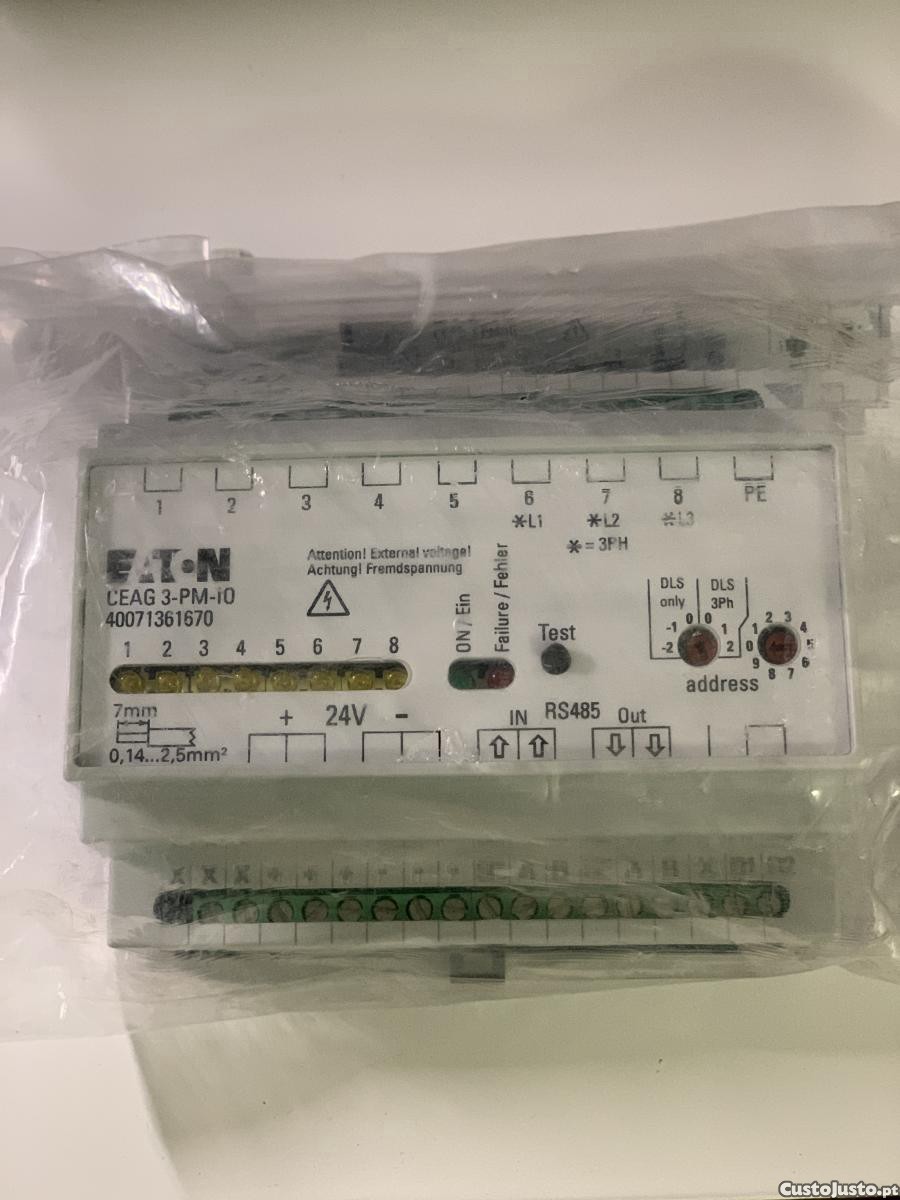 1 2 3 4 5 6 7 8 PE
*L1 *L2 *L3
* = 3PH
EATON
CEAG 3-PM-IO
40071361670
Attention! External voltage!
Achtung! Fremdspannung
ON / Ein
Failure / Fehler
Test
DLS only
DLS 3Ph
-2 -1 0 0 1 2
0 1 2 3 4 5 6 7 8 9
address
1 2 3 4 5 6 7 8
7mm
0,14...2,5mm²
+ 24V -
IN RS485 Out
CustoJusto.pt